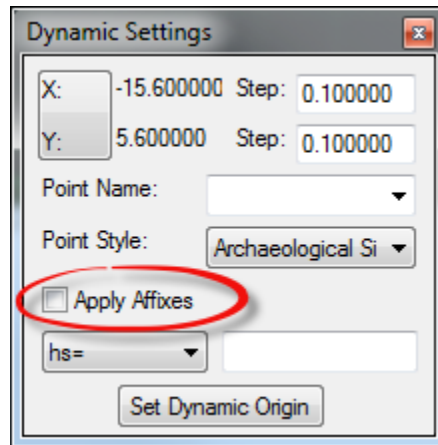 Dynamic Settings
X: -15.600000 Step: 0.100000
Y: 5.600000 Step: 0.100000
Point Name:
Point Style: Archaeological Si
Apply Affixes
hs=
Set Dynamic Origin